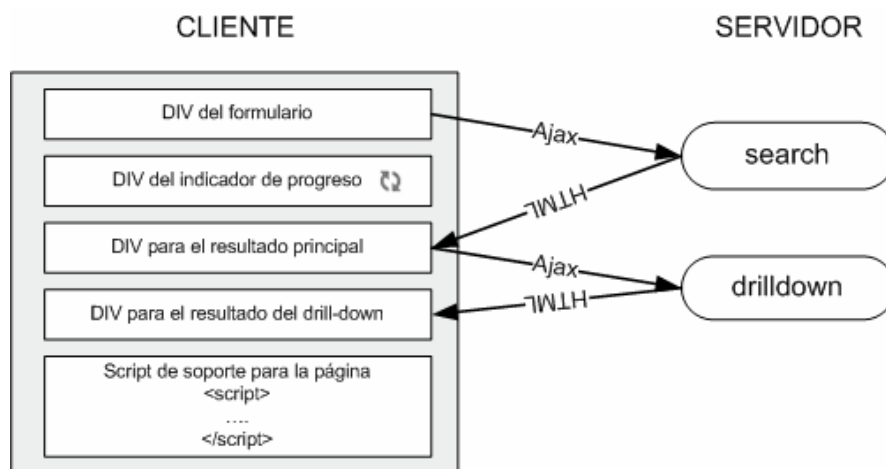 CLIENTE
SERVIDOR
DIV del formulario
Ajax
search
DIV del indicador de progreso
HTML
DIV para el resultado principal
Ajax
drilldown
HTML
DIV para el resultado del drill-down
Script de soporte para la página
<script>
....
</script>